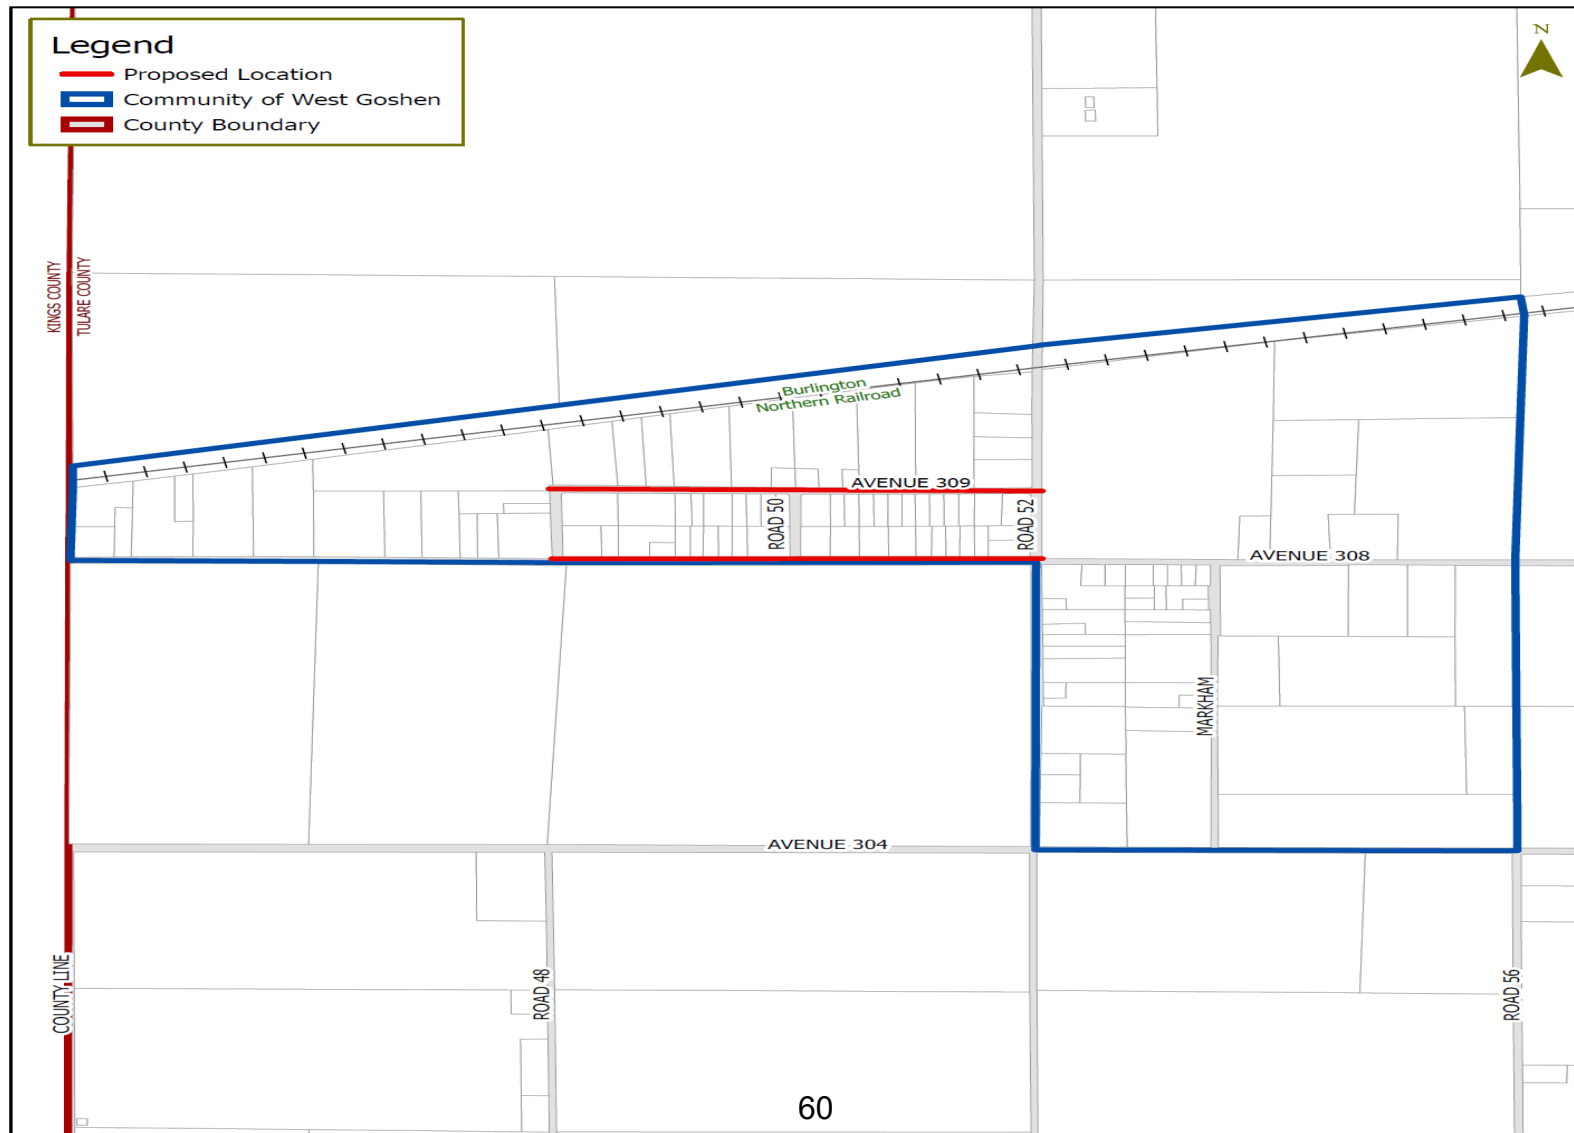 Legend
Proposed Location
Community of West Goshen
County Boundary
N
KINGS COUNTY
TULARE COUNTY
Burlington
Northern Railroad
AVENUE 309
ROAD 50
ROAD 52
AVENUE 308
MARKHAM
AVENUE 304
COUNTY LINE
ROAD 48
ROAD 56
60